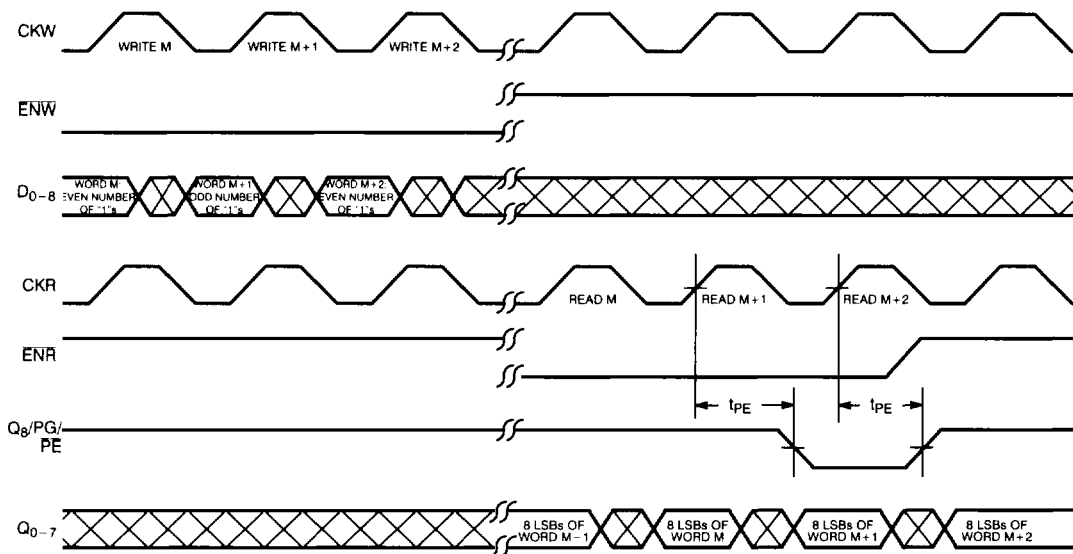 CKW
WRITE M
WRITE M+1
WRITE M+2
ENW
D0–8
WORD M:
EVEN NUMBER
OF "1"s
WORD M+1:
ODD NUMBER
OF "1"s
WORD M+2:
EVEN NUMBER
OF "1"s
CKR
READ M
READ M+1
READ M+2
ENR
tPE
tPE
Q8/PG/
PE
Q0–7
8 LSBs OF
WORD M–1
8 LSBs OF
WORD M
8 LSBs OF
WORD M+1
8 LSBs OF
WORD M+2